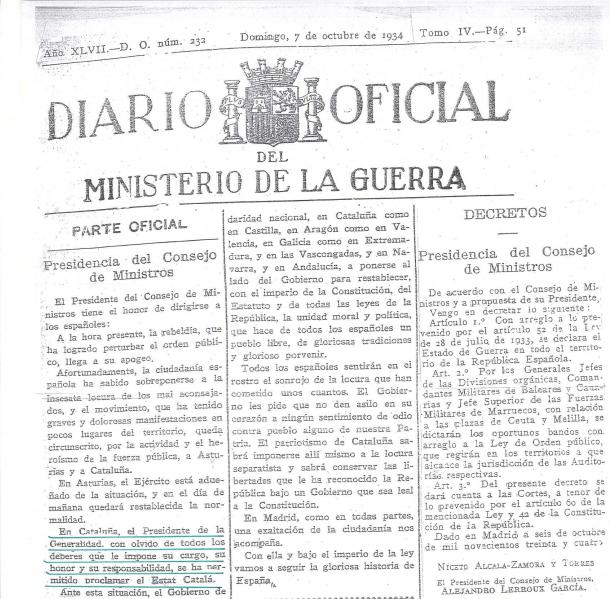 Año XLVII.—D. O. núm. 232
Domingo, 7 de octubre de 1934
Tomo IV.—Pág. 51
DIARIO OFICIAL
DEL
MINISTERIO DE LA GUERRA
PARTE OFICIAL
Presidencia del Consejo
de Ministros
El Presidente del Consejo de Mi-
nistros tiene el honor de dirigirse a
los españoles:
A la hora presente, la rebeldía, que
ha logrado perturbar el orden públi-
co, llega a su apogeo.
Afortunadamente, la ciudadanía es-
pañola ha sabido sobreponerse a la
insesata locura de los mal aconseja-
dos, y el movimiento, que ha tenido
graves y dolorosas manifestaciones en
pocos lugares del territorio, queda
circunscrito, por la actividad y el he-
roísmo de la fuerza pública, a Astu-
rias y a Cataluña.
En Asturias, el Ejército está adue-
ñado de la situación, y en el día de
mañana quedará restablecida la nor-
malidad.
En Cataluña, el Presidente de la
Generalidad, con olvido de todos los
deberes que le impone su cargo, su
honor y su responsabilidad, se ha per-
mitido proclamar el Estat Catalá.
Ante esta situación, el Gobierno de
daridad nacional, en Cataluña como
en Castilla, en Aragón como en Va-
lencia, en Galicia como en Extrema-
dura, y en las Vascongadas, y en Na-
varra, y en Andalucía, a ponerse al
lado del Gobierno para restablecer,
con el imperio de la Constitución, del
Estatuto y de todas las leyes de la
República, la unidad moral y política,
que hace de todos los españoles un
pueblo libre, de gloriosas tradiciones
y glorioso porvenir.
Todos los españoles sentirán en el
rostro el sonrojo de la locura que han
cometido unos cuantos. El Gobier-
no les pide que no den asilo en su
corazón a ningún sentimiento de odio
contra pueblo alguno de nuestra Pa-
tria. El patriotismo de Cataluña sa-
brá imponerse allí mismo a la locura
separatista y sabrá conservar las li-
bertades que le ha reconocido la Re-
pública bajo un Gobierno que sea leal
a la Constitución.
En Madrid, como en todas partes,
una exaltación de la ciudadanía nos
acompaña.
Con ella y bajo el imperio de la ley
vamos a seguir la gloriosa historia de
España.
DECRETOS
Presidencia del Consejo
de Ministros
De acuerdo con el Consejo de Mi-
nistros y a propuesta de su Presidente,
Vengo en decretar lo siguiente:
Artículo 1.º Con arreglo a lo pre-
venido por el artículo 52 de la Ley
de 28 de julio de 1933, se declara el
Estado de Guerra en todo el territo-
rio de la República Española.
Art. 2.º Por los Generales Jefes
de las Divisiones orgánicas, Coman-
dantes Militares de Baleares y Cana-
rias y Jefe Superior de las Fuerzas
Militares de Marruecos, con relación
a las plazas de Ceuta y Melilla, se
dictarán los oportunos bandos con
arreglo a la Ley de Orden público,
que regirán en los territorios a que
alcance la jurisdicción de las Audito-
rías respectivas.
Art. 3.º Del presente decreto se
dará cuenta a las Cortes, a tenor de
lo prevenido por el artículo 60 de la
mencionada Ley y 42 de la Constitu-
ción de la República.
Dado en Madrid a seis de octubre
de mil novecientos treinta y cuatro
NICETO ALCALA-ZAMORA Y TORRES
El Presidente del Consejo de Ministros,
ALEJANDRO LERROUX GARCÍA.